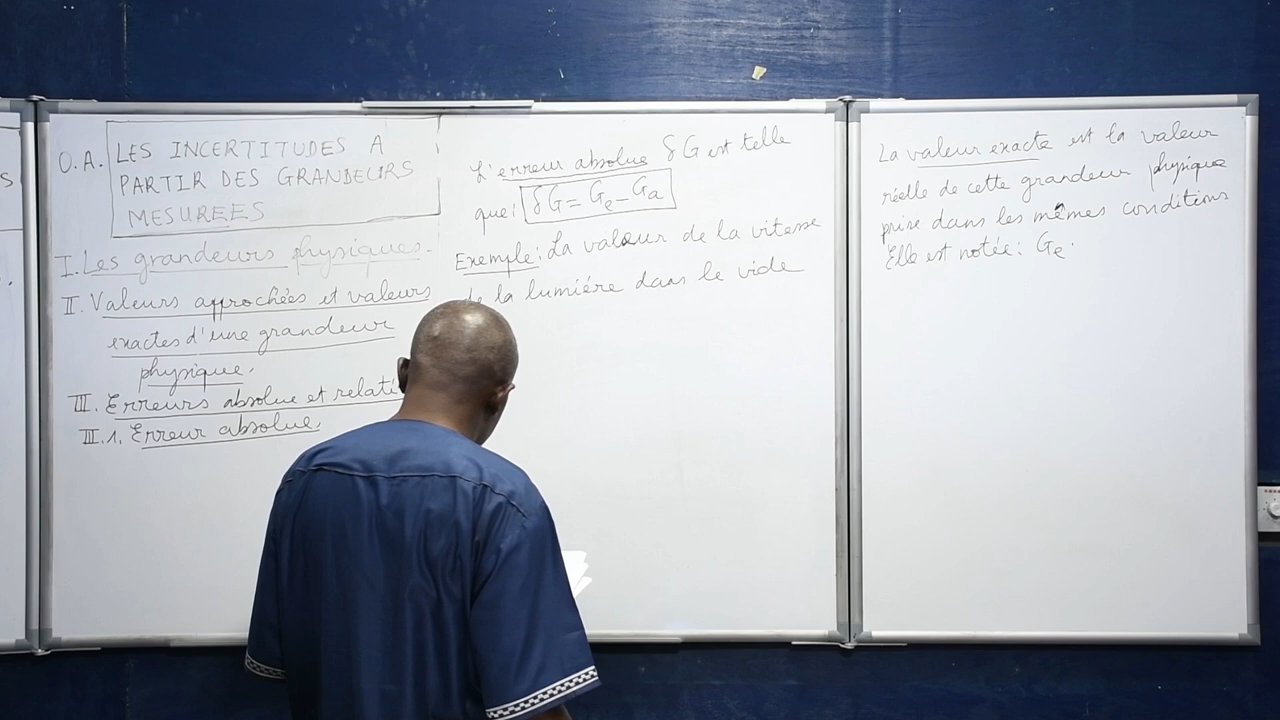 O.A. LES INCERTITUDES A
PARTIR DES GRANDEURS
MESUREES
I. Les grandeurs physiques.
II. Valeurs approchées et valeurs
exactes d'une grandeur
physique.
III. Erreurs absolue et relati
III.1. Erreur absolue.
L'erreur absolue δG est telle
que: δG = Ge - Ga
Exemple: La valeur de la vitesse
de la lumière dans le vide
La valeur exacte est la valeur
réelle de cette grandeur physique
prise dans les mêmes conditions
Elle est notée: Ge.